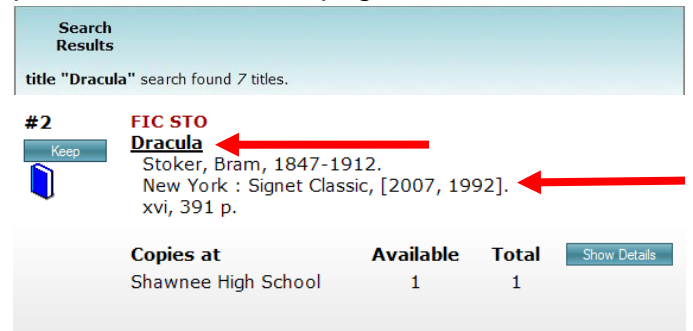 Search
Results
title "Dracula" search found 7 titles.
#2 FIC STO
Keep Dracula
Stoker, Bram, 1847-1912.
New York : Signet Classic, [2007, 1992].
xvi, 391 p.
Copies at Available Total Show Details
Shawnee High School 1 1